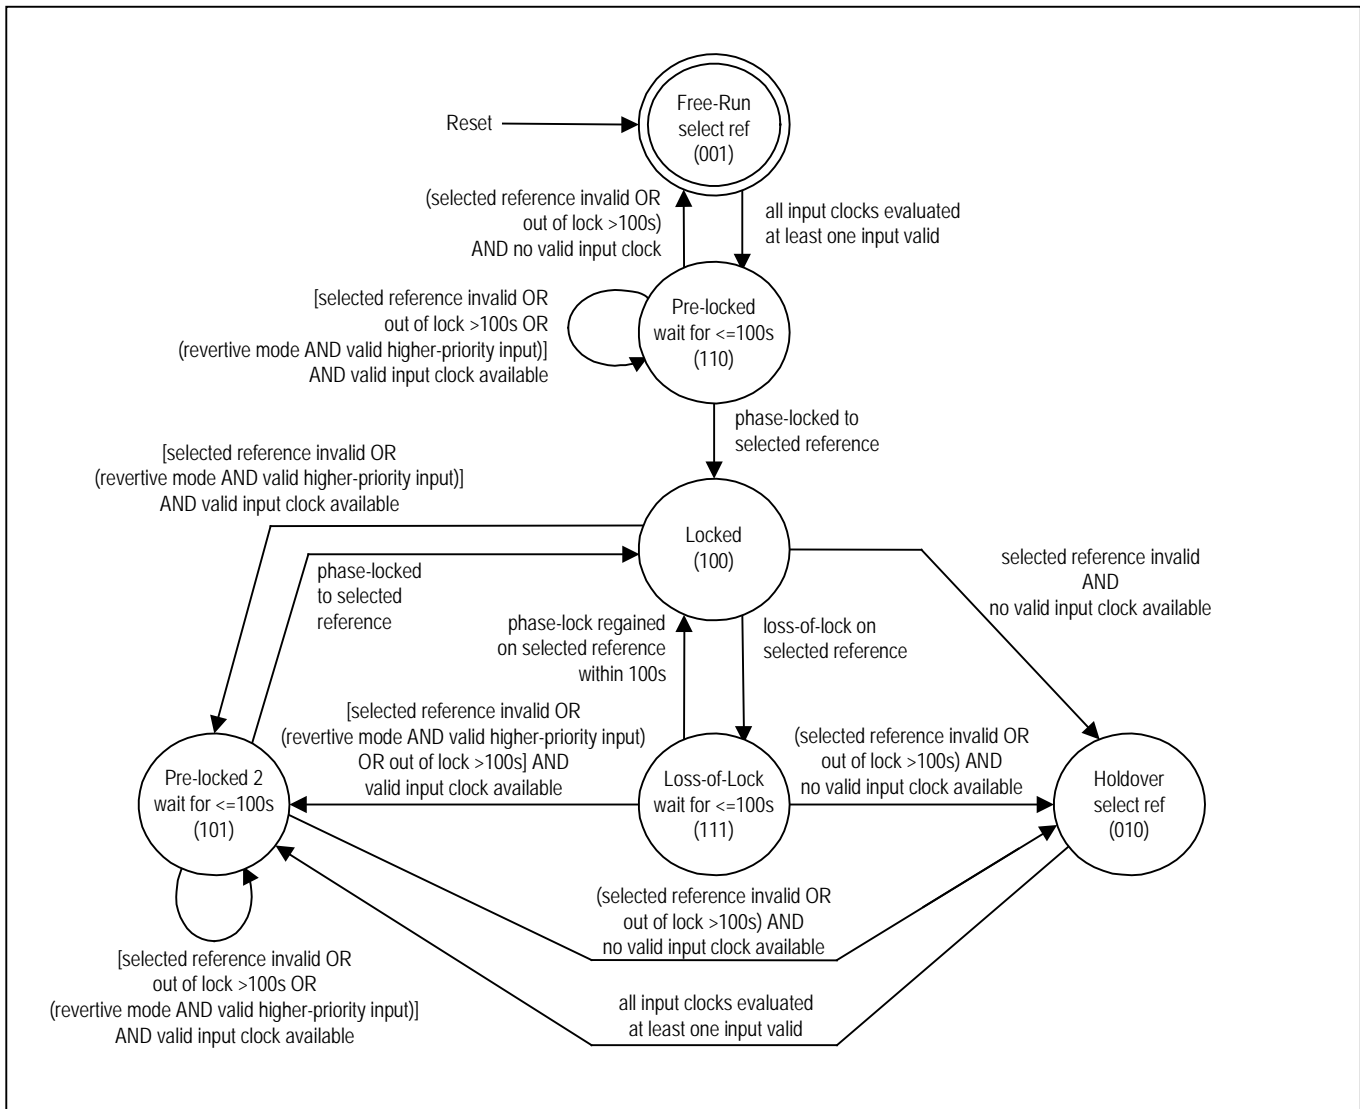 Free-Run
select ref
(001)
Reset
(selected reference invalid OR
out of lock >100s)
AND no valid input clock
all input clocks evaluated
at least one input valid
[selected reference invalid OR
out of lock >100s OR
(revertive mode AND valid higher-priority input)]
AND valid input clock available
Pre-locked
wait for <=100s
(110)
phase-locked to
selected reference
[selected reference invalid OR
(revertive mode AND valid higher-priority input)]
AND valid input clock available
Locked
(100)
phase-locked
to selected
reference
selected reference invalid
AND
no valid input clock available
phase-lock regained
on selected reference
within 100s
loss-of-lock on
selected reference
[selected reference invalid OR
(revertive mode AND valid higher-priority input)
OR out of lock >100s] AND
valid input clock available
(selected reference invalid OR
out of lock >100s) AND
no valid input clock available
Pre-locked 2
wait for <=100s
(101)
Loss-of-Lock
wait for <=100s
(111)
Holdover
select ref
(010)
(selected reference invalid OR
out of lock >100s) AND
no valid input clock available
[selected reference invalid OR
out of lock >100s OR
(revertive mode AND valid higher-priority input)]
AND valid input clock available
all input clocks evaluated
at least one input valid